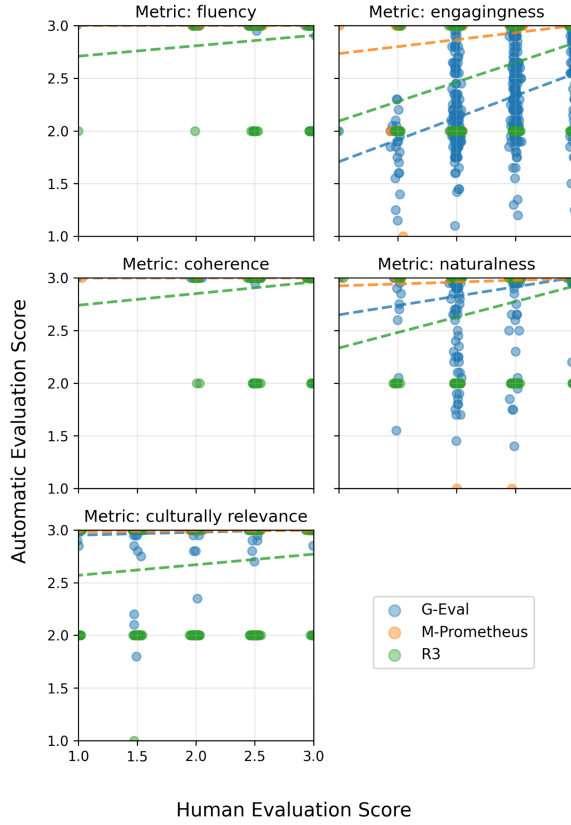 Metric: fluency
Metric: engagingness
3.0
2.5
2.0
1.5
1.0
Metric: coherence
Metric: naturalness
3.0
2.5
2.0
1.5
1.0
Automatic Evaluation Score
Metric: culturally relevance
3.0
2.5
2.0
1.5
1.0
1.0 1.5 2.0 2.5 3.0
G-Eval
M-Prometheus
R3
Human Evaluation Score